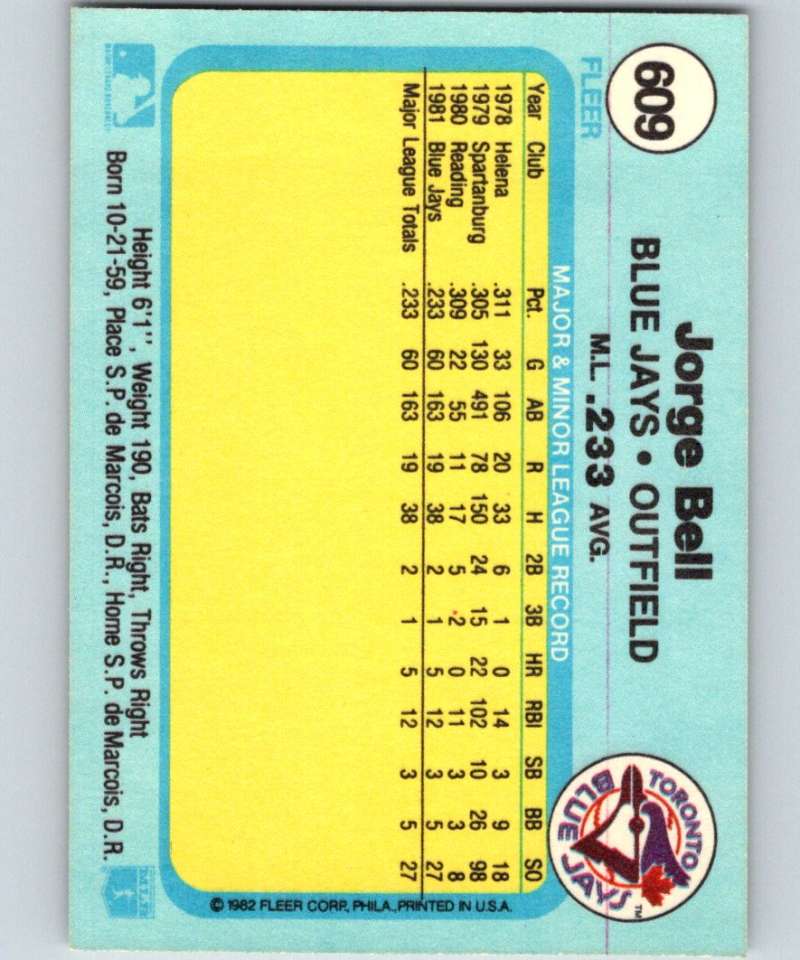 609
FLEER
Jorge Bell
BLUE JAYS • OUTFIELD
M.L. .233 AVG.
TORONTO
BLUE JAYS
TM
MAJOR & MINOR LEAGUE RECORD
Year Club Pct. G AB R H 2B 3B HR RBI SB BB SO
1978 Helena .311 33 106 20 33 6 1 0 14 3 9 18
1979 Spartanburg .305 130 491 78 150 24 15 22 102 10 26 98
1980 Reading .309 22 55 11 17 5 2 0 11 3 3 8
1981 Blue Jays .233 60 163 19 38 2 1 5 12 3 5 27
Major League Totals .233 60 163 19 38 2 1 5 12 3 5 27
© 1982 FLEER CORP., PHILA., PRINTED IN U.S.A.
Height 6'1", Weight 190, Bats Right, Throws Right
Born 10-21-59, Place S.P. de Marcois, D.R., Home S.P. de Marcois, D.R.